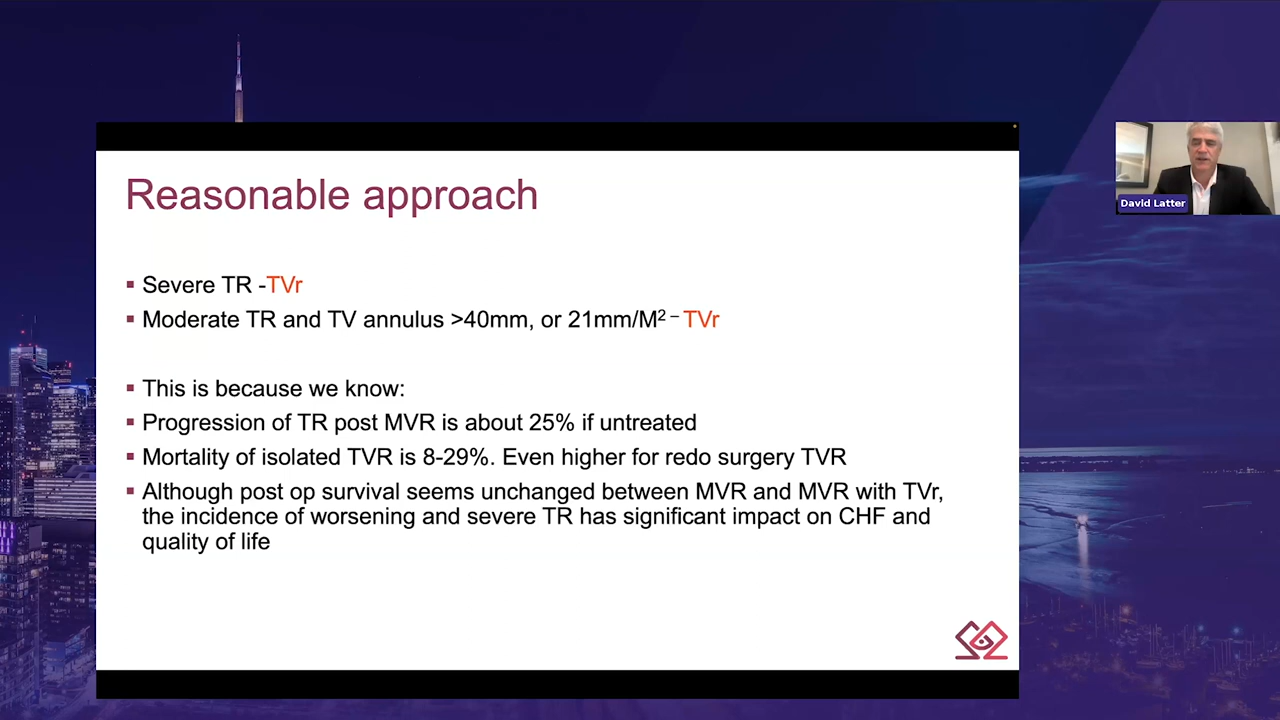 Reasonable approach
▪ Severe TR -TVr
▪ Moderate TR and TV annulus >40mm, or 21mm/M² – TVr
▪ This is because we know:
▪ Progression of TR post MVR is about 25% if untreated
▪ Mortality of isolated TVR is 8-29%. Even higher for redo surgery TVR
▪ Although post op survival seems unchanged between MVR and MVR with TVr,
the incidence of worsening and severe TR has significant impact on CHF and
quality of life
David Latter